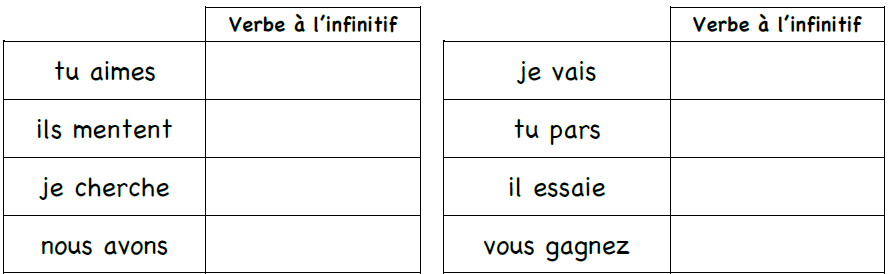 Verbe à l'infinitif
tu aimes
ils mentent
je cherche
nous avons
Verbe à l'infinitif
je vais
tu pars
il essaie
vous gagnez